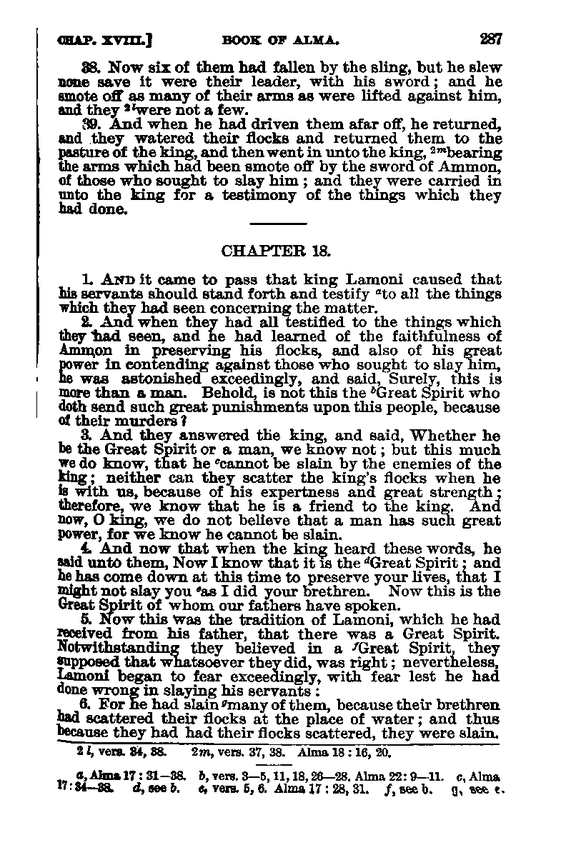 CHAP. XVIII.] BOOK OF ALMA. 287
38. Now six of them had fallen by the sling, but he slew
none save it were their leader, with his sword; and he
smote off as many of their arms as were lifted against him,
and they ²ˡwere not a few.
39. And when he had driven them afar off, he returned,
and they watered their flocks and returned them to the
pasture of the king, and then went in unto the king, ²ᵐbearing
the arms which had been smote off by the sword of Ammon,
of those who sought to slay him; and they were carried in
unto the king for a testimony of the things which they
had done.
CHAPTER 18.
1. AND it came to pass that king Lamoni caused that
his servants should stand forth and testify ᵃto all the things
which they had seen concerning the matter.
2. And when they had all testified to the things which
they had seen, and he had learned of the faithfulness of
Ammon in preserving his flocks, and also of his great
power in contending against those who sought to slay him,
he was astonished exceedingly, and said, Surely, this is
more than a man. Behold, is not this the ᵇGreat Spirit who
doth send such great punishments upon this people, because
of their murders?
3. And they answered the king, and said, Whether he
be the Great Spirit or a man, we know not; but this much
we do know, that he ᶜcannot be slain by the enemies of the
king; neither can they scatter the king's flocks when he
is with us, because of his expertness and great strength;
therefore, we know that he is a friend to the king. And
now, O king, we do not believe that a man has such great
power, for we know he cannot be slain.
4. And now that when the king heard these words, he
said unto them, Now I know that it is the ᵈGreat Spirit; and
he has come down at this time to preserve your lives, that I
might not slay you ᵉas I did your brethren. Now this is the
Great Spirit of whom our fathers have spoken.
5. Now this was the tradition of Lamoni, which he had
received from his father, that there was a Great Spirit.
Notwithstanding they believed in a ᶠGreat Spirit, they
supposed that whatsoever they did, was right; nevertheless,
Lamoni began to fear exceedingly, with fear lest he had
done wrong in slaying his servants:
6. For he had slain ᵍmany of them, because their brethren
had scattered their flocks at the place of water; and thus
because they had had their flocks scattered, they were slain.
2 l, vers. 34, 38. 2m, vers. 37, 38. Alma 18: 16, 20.
a, Alma 17: 31—38. b, vers. 3—5, 11, 18, 26—28. Alma 22: 9—11. c, Alma
17: 34—38. d, see b. e, vers. 5, 6. Alma 17: 28, 31. f, see b. g, see e.